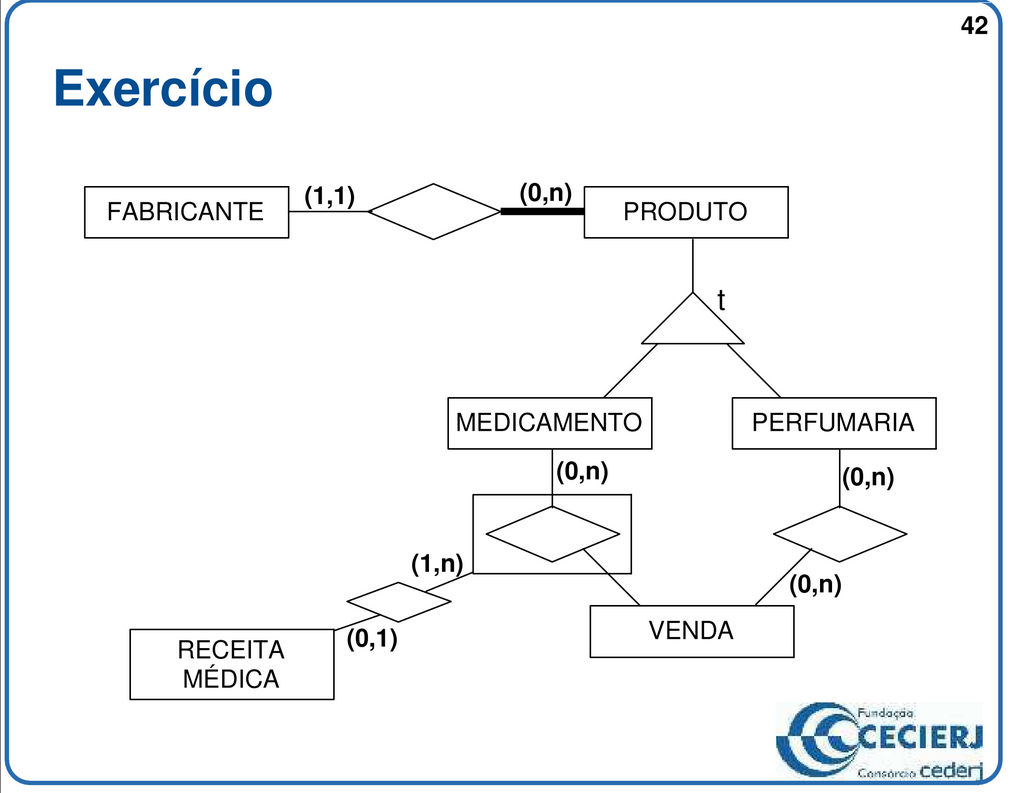 42
Exercício
FABRICANTE
(1,1)
(0,n)
PRODUTO
t
MEDICAMENTO
PERFUMARIA
(0,n)
(0,n)
(1,n)
(0,n)
(0,1)
VENDA
RECEITA
MÉDICA
Fundação
CECIERJ
Consórcio cederj